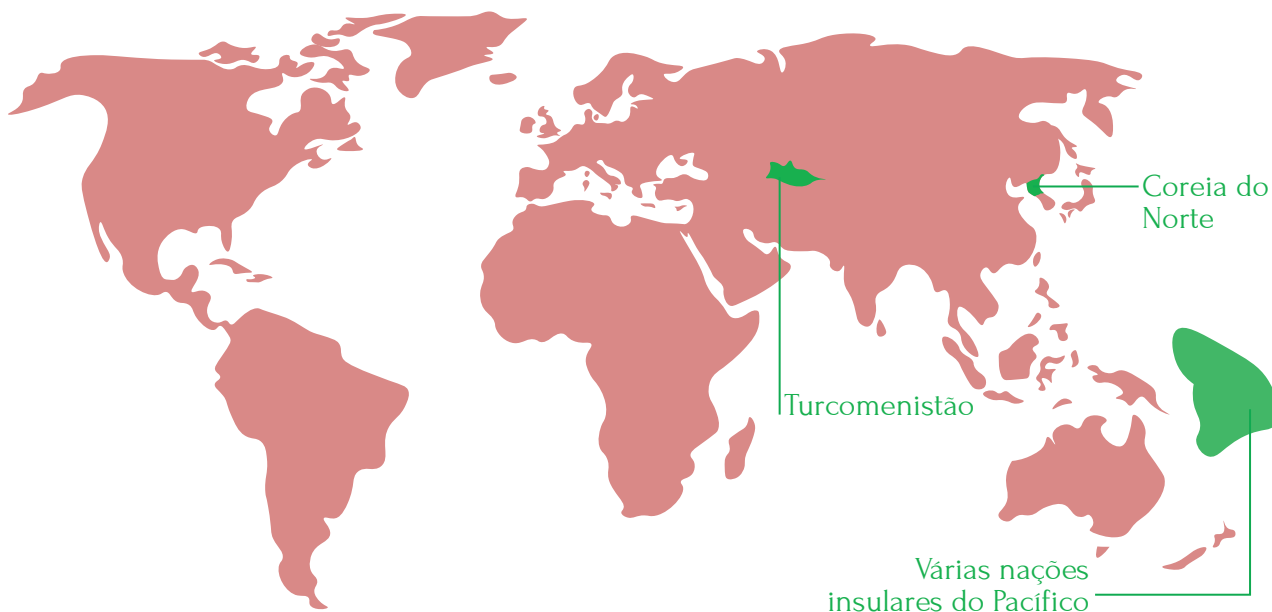 Coreia do
Norte
Turcomenistão
Várias nações
insulares do Pacífico